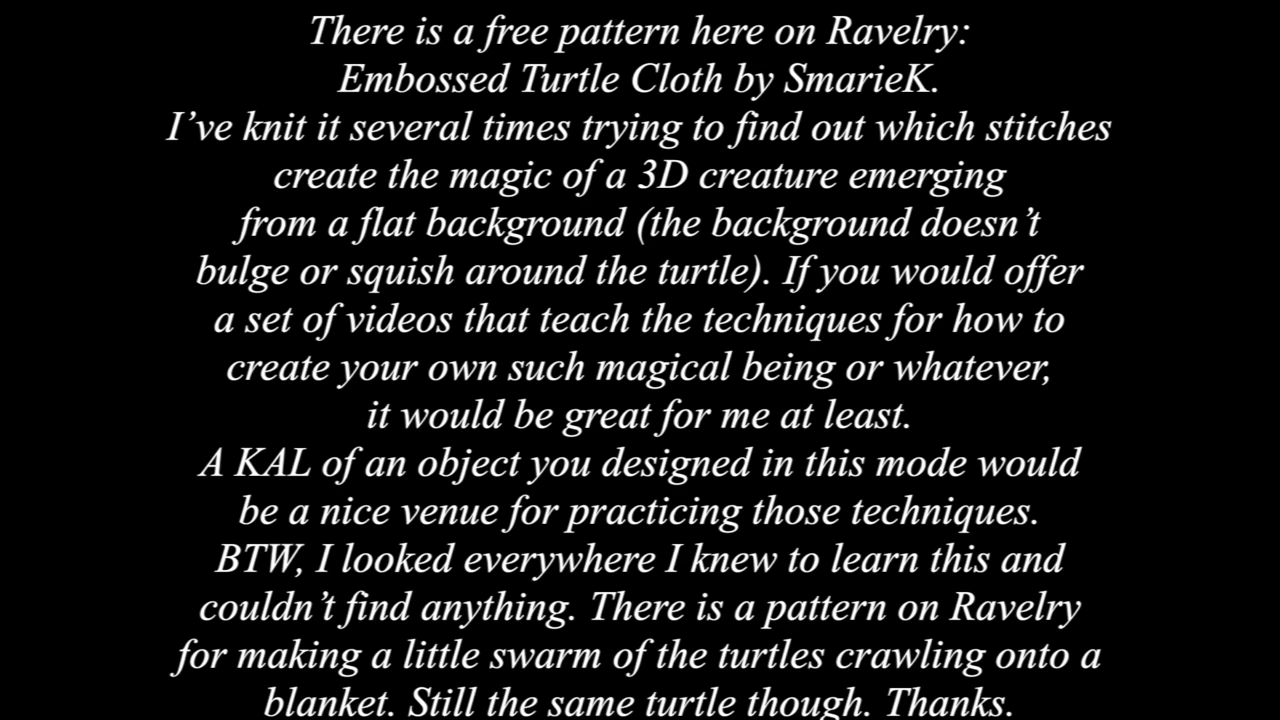 There is a free pattern here on Ravelry:
Embossed Turtle Cloth by SmarieK.
I’ve knit it several times trying to find out which stitches
create the magic of a 3D creature emerging
from a flat background (the background doesn’t
bulge or squish around the turtle). If you would offer
a set of videos that teach the techniques for how to
create your own such magical being or whatever,
it would be great for me at least.
A KAL of an object you designed in this mode would
be a nice venue for practicing those techniques.
BTW, I looked everywhere I knew to learn this and
couldn’t find anything. There is a pattern on Ravelry
for making a little swarm of the turtles crawling onto a
blanket. Still the same turtle though. Thanks.